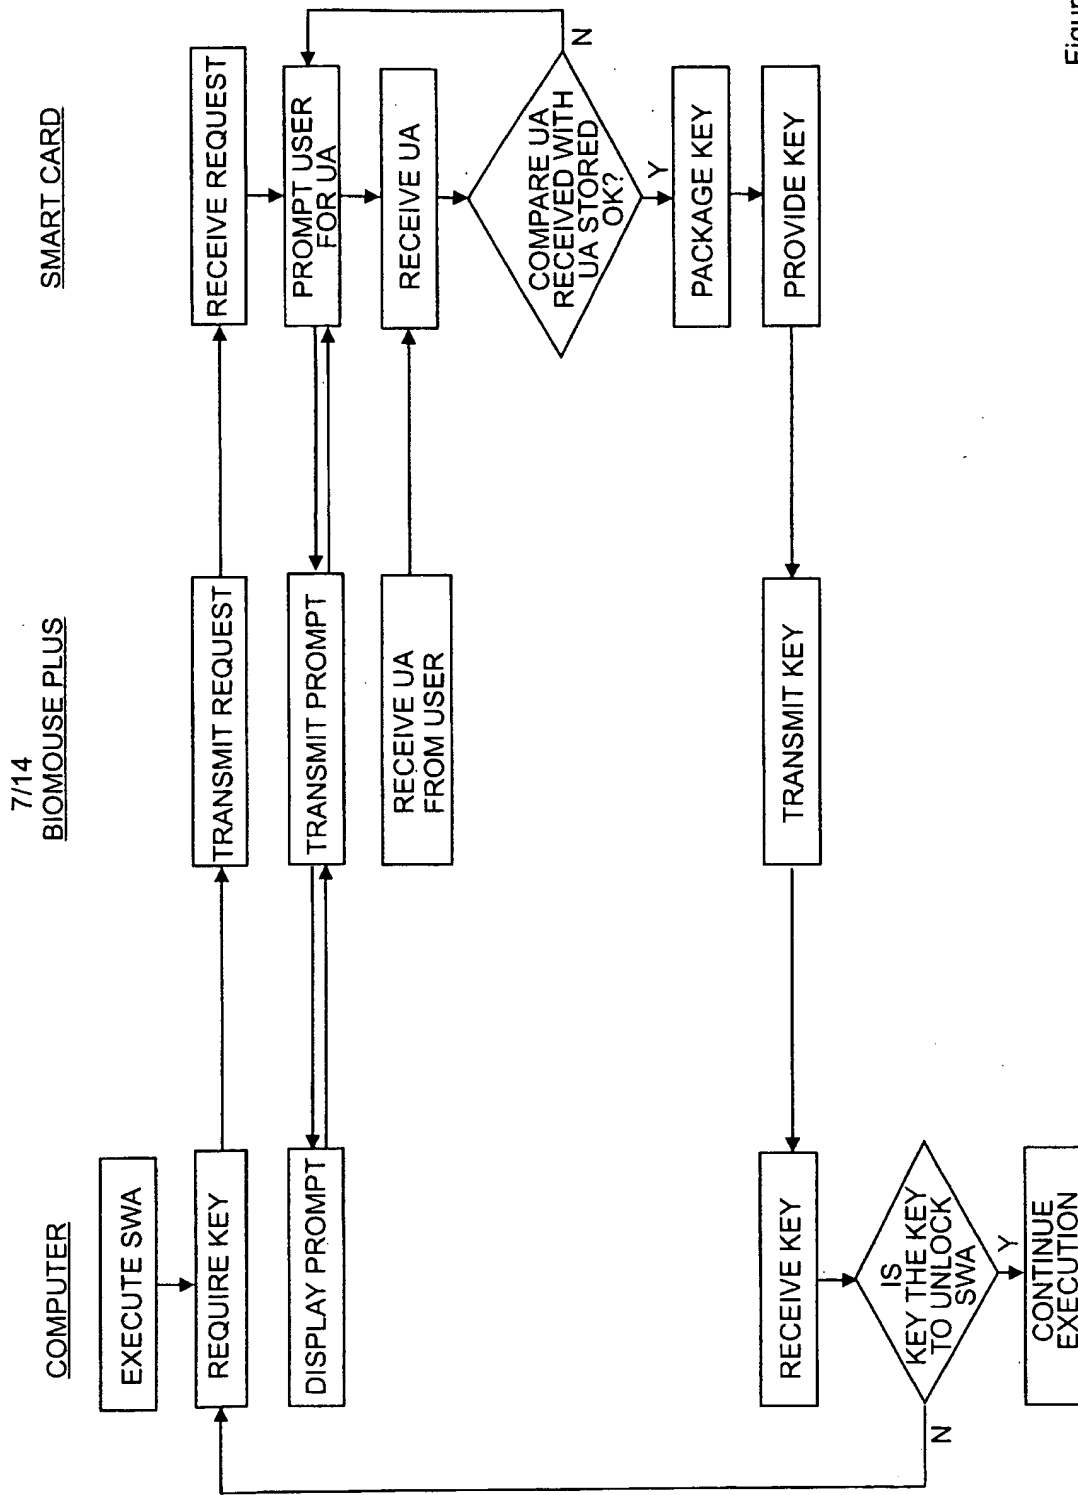 7/14
COMPUTER
BIOMOUSE PLUS
SMART CARD
EXECUTE SWA
REQUIRE KEY
TRANSMIT REQUEST
RECEIVE REQUEST
DISPLAY PROMPT
TRANSMIT PROMPT
PROMPT USER
FOR UA
RECEIVE UA
FROM USER
RECEIVE UA
COMPARE UA
RECEIVED WITH
UA STORED
OK?
N
Y
PACKAGE KEY
RECEIVE KEY
TRANSMIT KEY
PROVIDE KEY
IS
KEY THE KEY
TO UNLOCK
SWA
N
Y
CONTINUE
EXECUTION